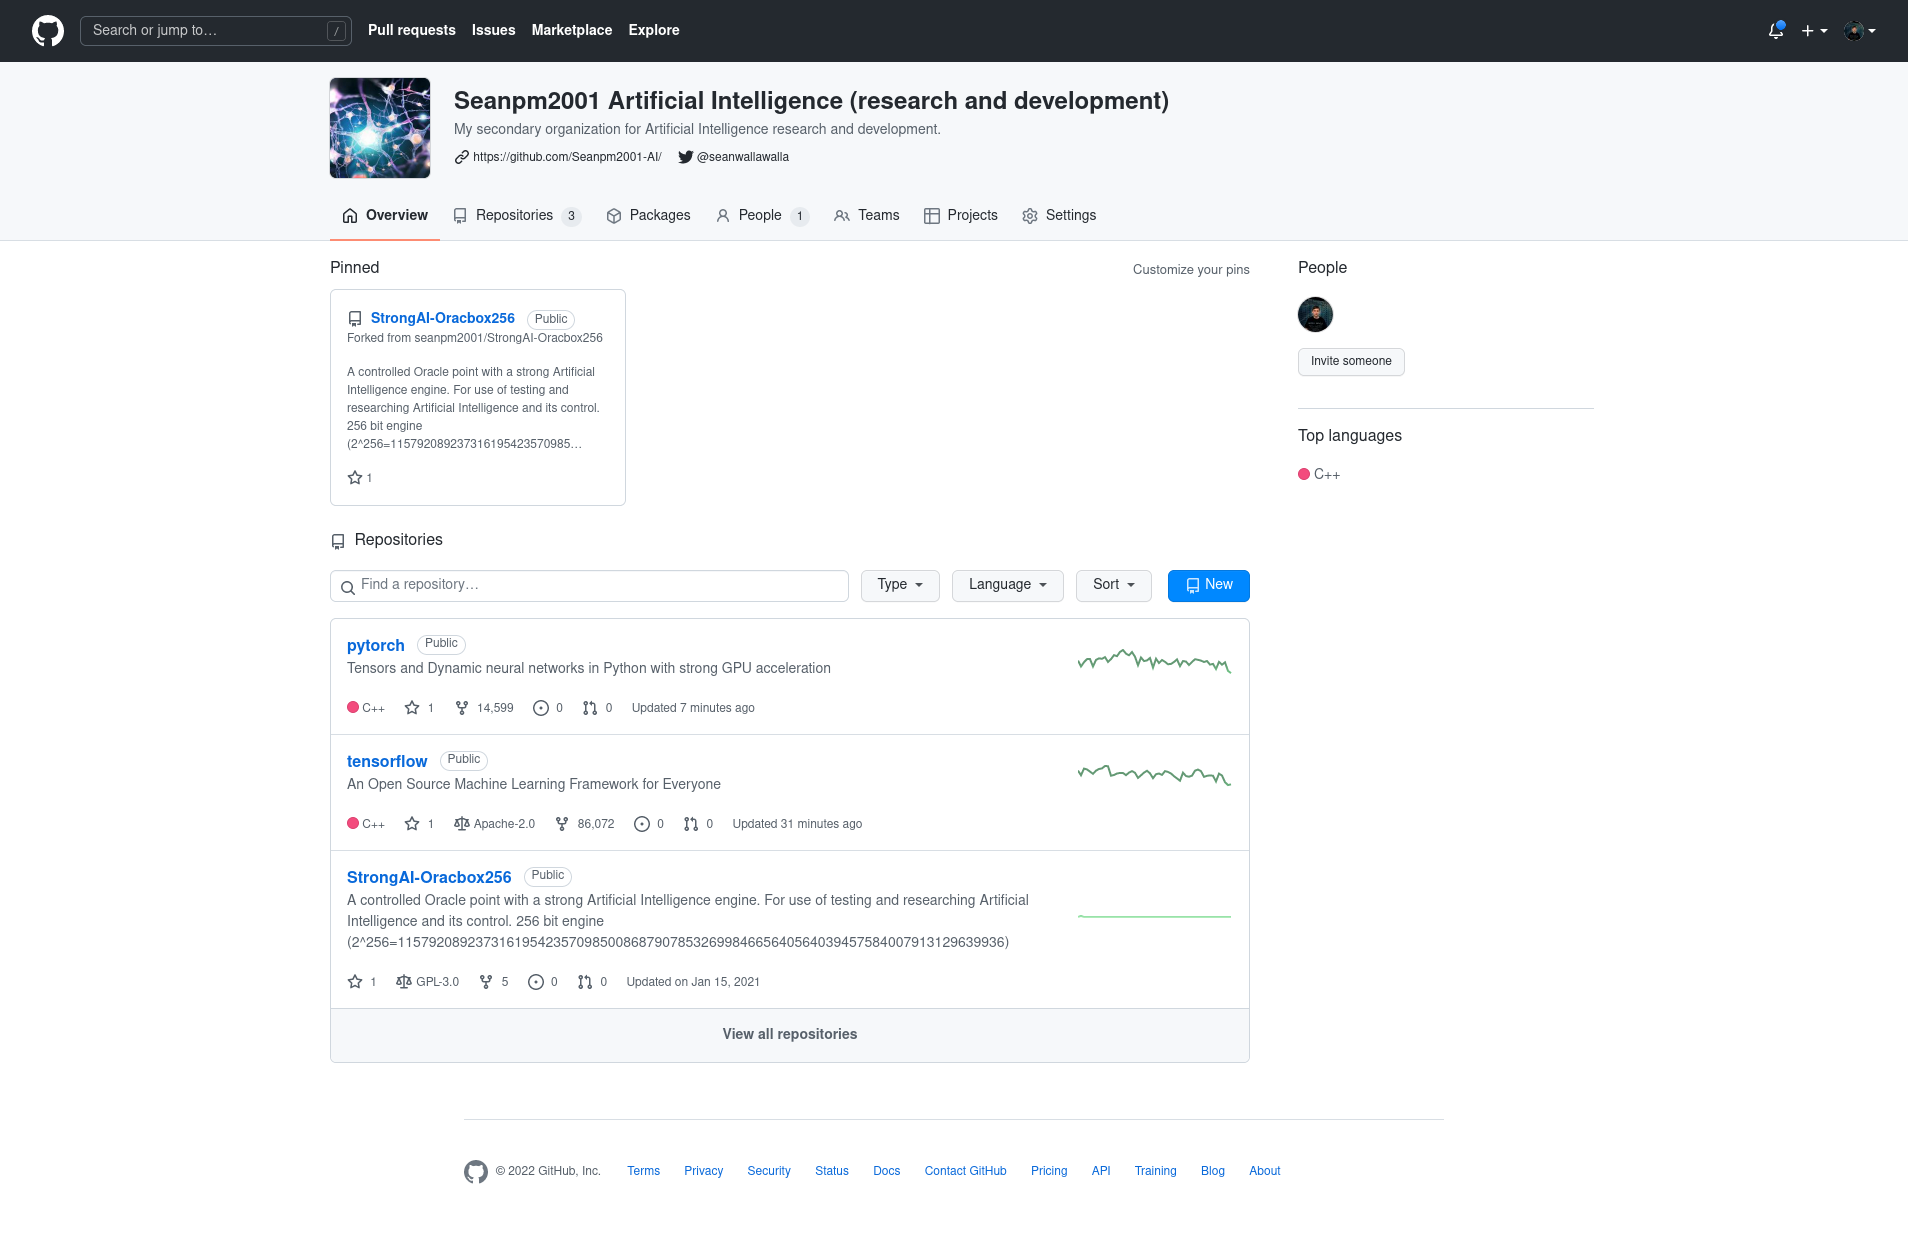 Search or jump to…
/
Pull requests
Issues
Marketplace
Explore
Seanpm2001 Artificial Intelligence (research and development)
My secondary organization for Artificial Intelligence research and development.
https://github.com/Seanpm2001-AI/ @seanwallawalla
Overview
Repositories 3
Packages
People 1
Teams
Projects
Settings
Pinned
Customize your pins
StrongAI-Oracbox256 Public
Forked from seanpm2001/StrongAI-Oracbox256
A controlled Oracle point with a strong Artificial
Intelligence engine. For use of testing and
researching Artificial Intelligence and its control.
256 bit engine
(2^256=115792089237316195423570985…
1
People
Invite someone
Top languages
C++
Repositories
Find a repository…
Type
Language
Sort
New
pytorch Public
Tensors and Dynamic neural networks in Python with strong GPU acceleration
C++ 1 14,599 0 0 Updated 7 minutes ago
tensorflow Public
An Open Source Machine Learning Framework for Everyone
C++ 1 Apache-2.0 86,072 0 0 Updated 31 minutes ago
StrongAI-Oracbox256 Public
A controlled Oracle point with a strong Artificial Intelligence engine. For use of testing and researching Artificial
Intelligence and its control. 256 bit engine
(2^256=115792089237316195423570985008687907853269984665640564039457584007913129639936)
1 GPL-3.0 5 0 0 Updated on Jan 15, 2021
View all repositories
© 2022 GitHub, Inc.
Terms
Privacy
Security
Status
Docs
Contact GitHub
Pricing
API
Training
Blog
About